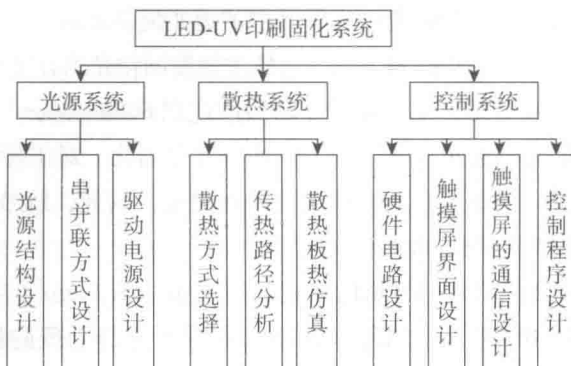 LED-UV印刷固化系统
光源系统
散热系统
控制系统
光源结构设计
串并联方式设计
驱动电源设计
散热方式选择
传热路径分析
散热板热仿真
硬件电路设计
触摸屏界面设计
触摸屏的通信设计
控制程序设计